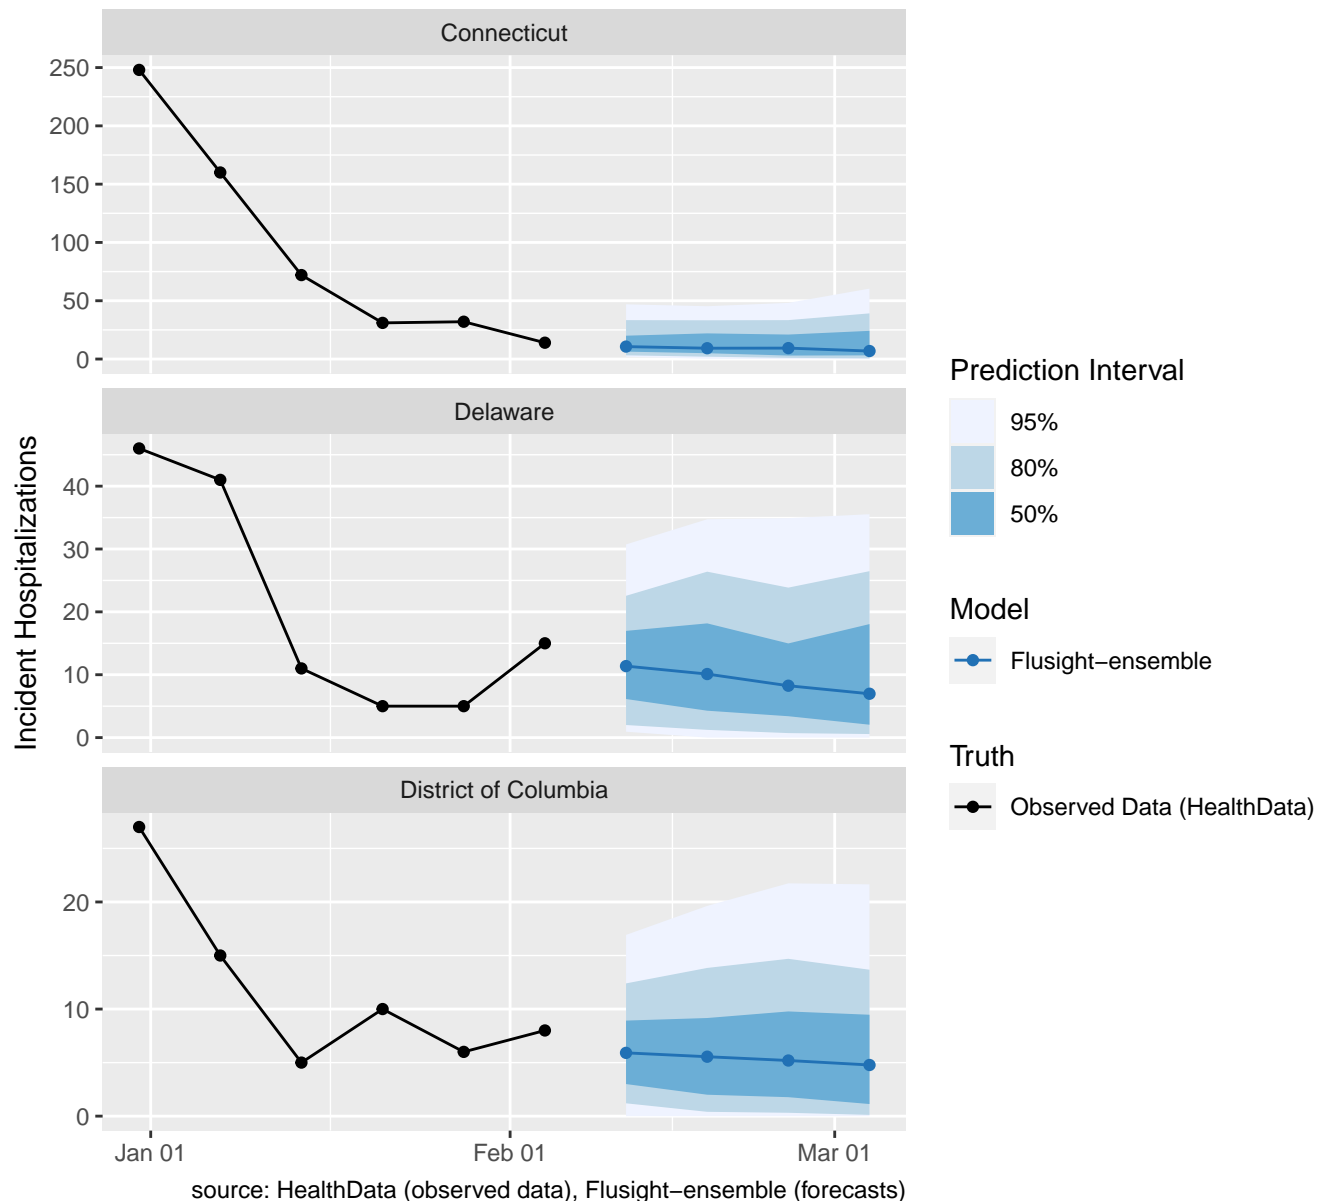 Connecticut
250
200
150
100
50
0
Delaware
40
30
20
10
0
District of Columbia
20
10
0
Jan 01
Feb 01
Mar 01
Incident Hospitalizations
source: HealthData (observed data), Flusight−ensemble (forecasts)
Prediction Interval
95%
80%
50%
Model
Flusight−ensemble
Truth
Observed Data (HealthData)